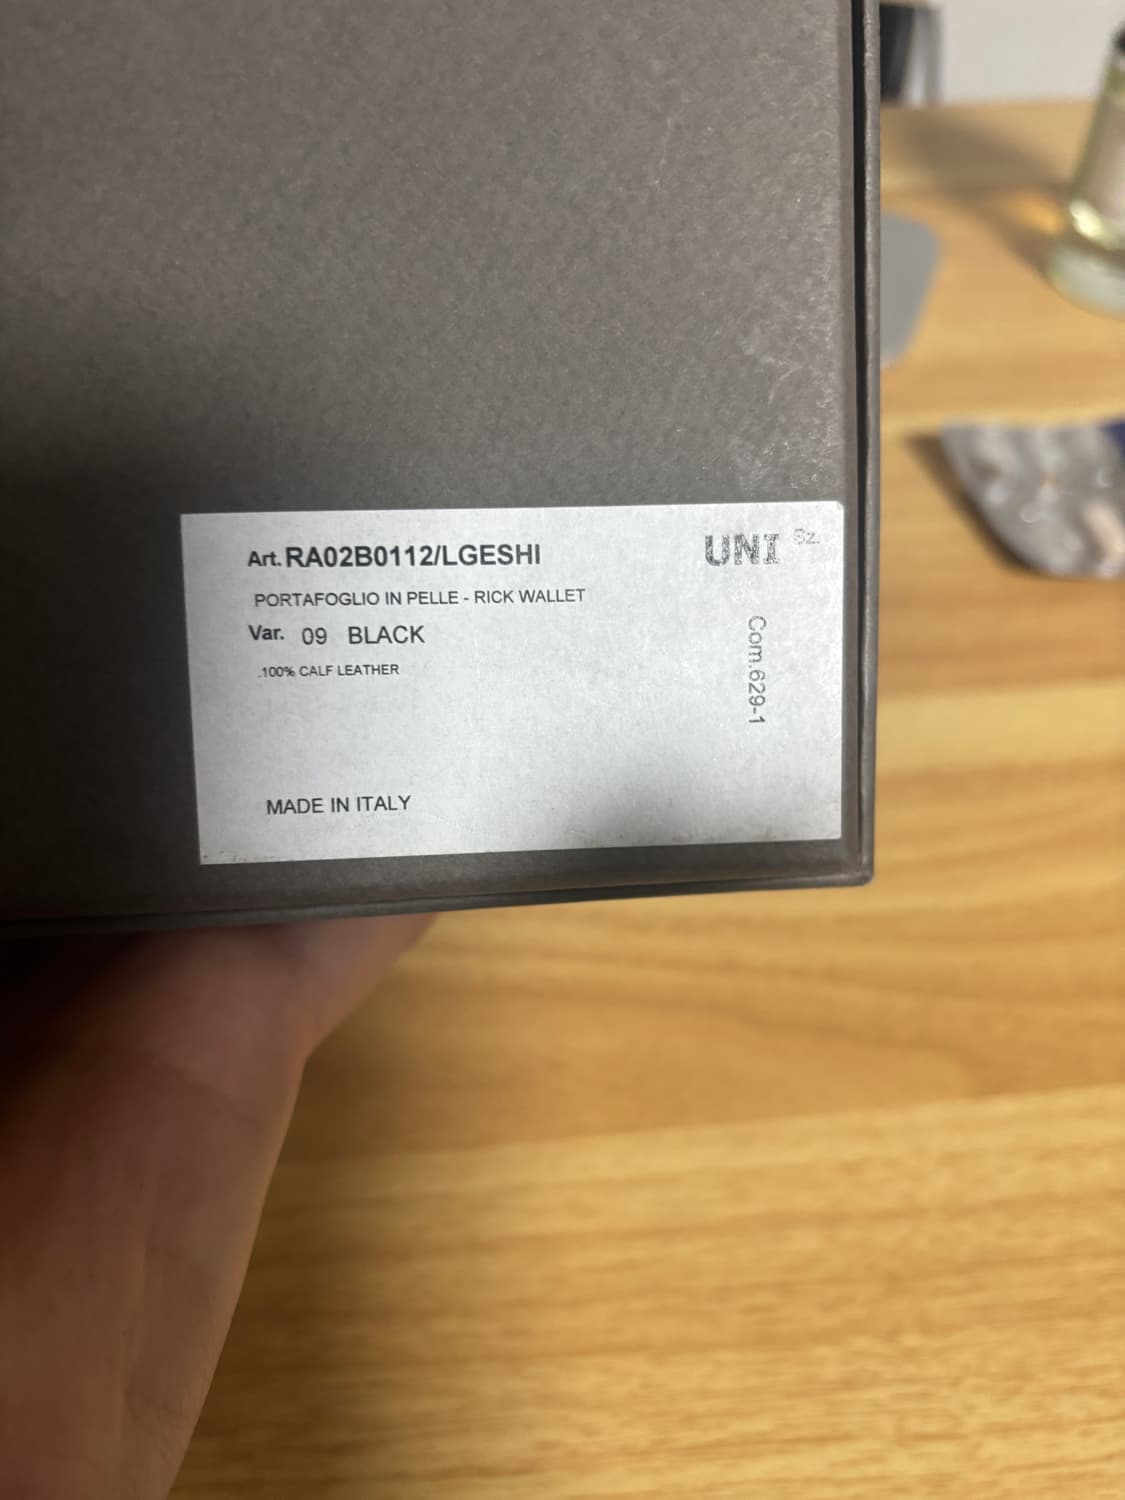 Art. RA02B0112/LGESHI
UNI Sz.
PORTAFOGLIO IN PELLE - RICK WALLET
Var. 09 BLACK
.100% CALF LEATHER
Com.629-1
MADE IN ITALY